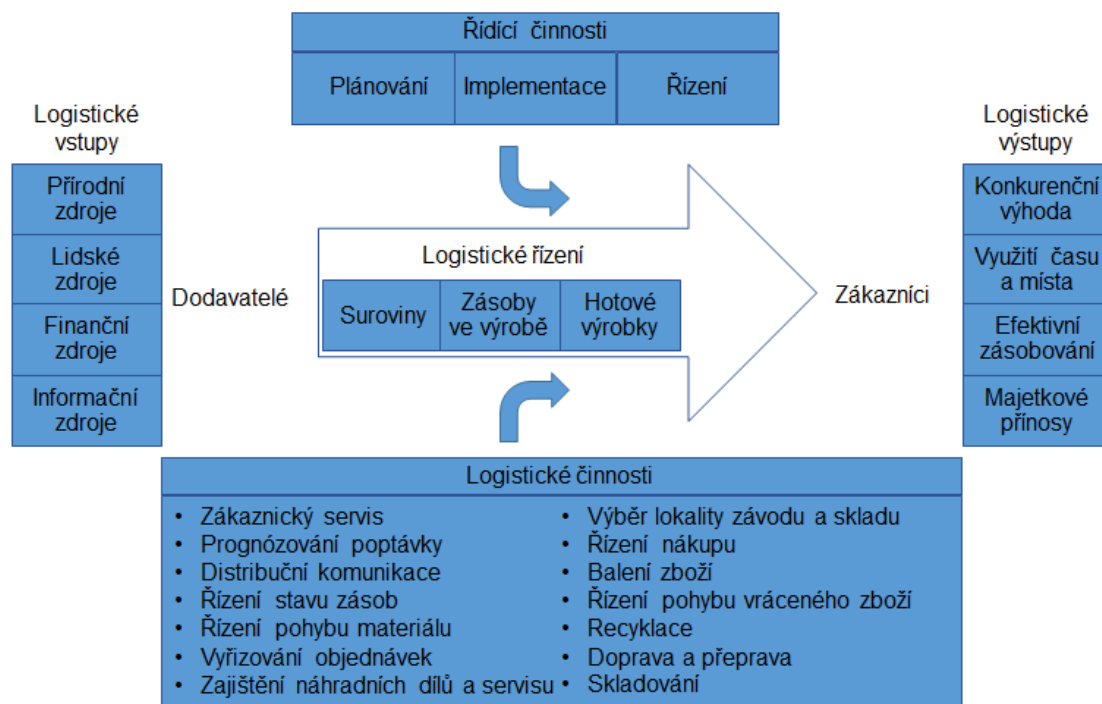 Řídící činnosti
Plánování
Implementace
Řízení
Logistické
vstupy
Přírodní
zdroje
Lidské
zdroje
Finanční
zdroje
Informační
zdroje
Dodavatelé
Logistické řízení
Suroviny
Zásoby
ve výrobě
Hotové
výrobky
Zákazníci
Logistické
výstupy
Konkurenční
výhoda
Využití času
a místa
Efektivní
zásobování
Majetkové
přínosy
Logistické činnosti
• Zákaznický servis
• Prognózování poptávky
• Distribuční komunikace
• Řízení stavu zásob
• Řízení pohybu materiálu
• Vyřizování objednávek
• Zajištění náhradních dílů a servisu
• Výběr lokality závodu a skladu
• Řízení nákupu
• Balení zboží
• Řízení pohybu vráceného zboží
• Recyklace
• Doprava a přeprava
• Skladování